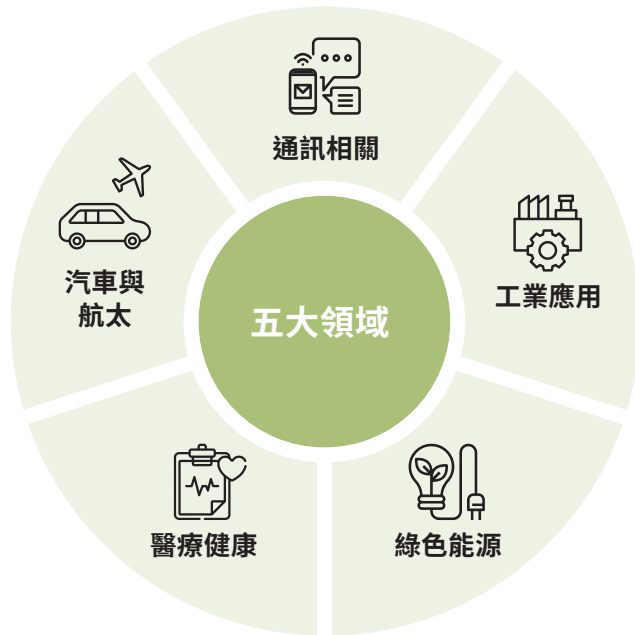 通訊相關
汽車與
航太
工業應用
五大領域
醫療健康
綠色能源